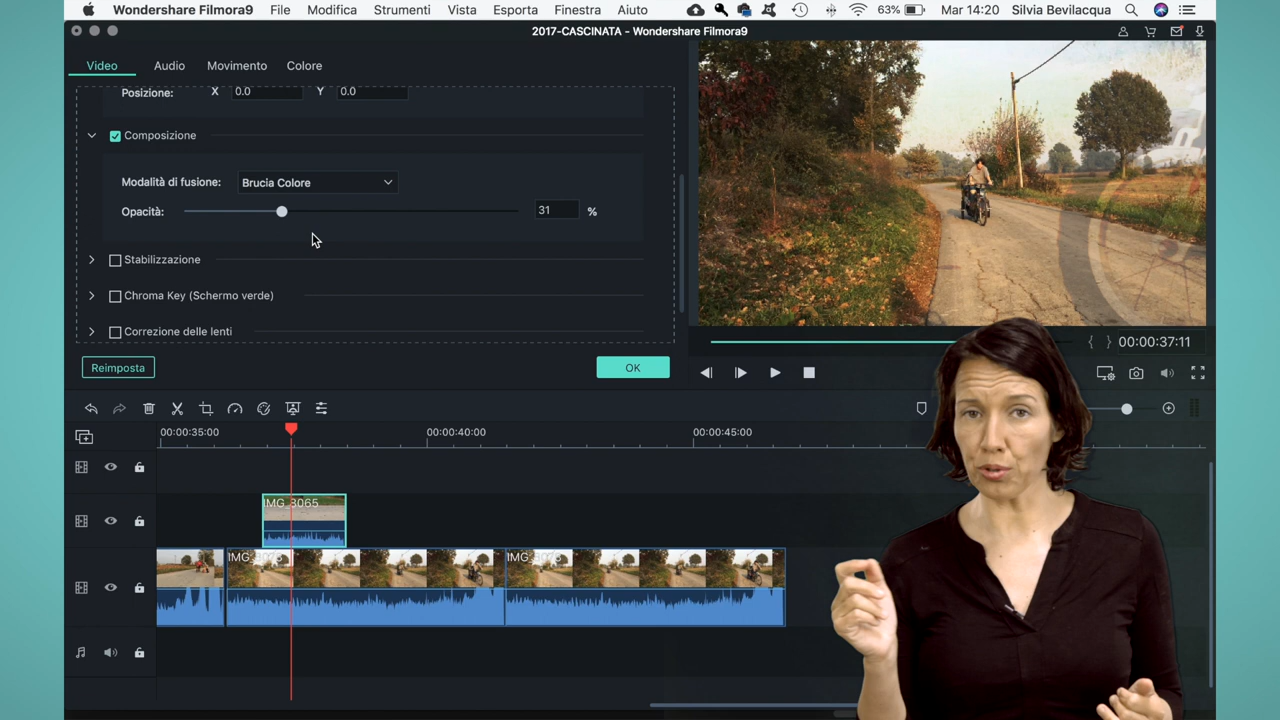 Wondershare Filmora9 File Modifica Strumenti Vista Esporta Finestra Aiuto 63% Mar 14:20 Silvia Bevilacqua
2017-CASCINATA - Wondershare Filmora9
Video Audio Movimento Colore
Posizione: X 0.0 Y 0.0
Composizione
Modalità di fusione: Brucia Colore
Opacità: 31 %
Stabilizzazione
Chroma Key (Schermo verde)
Correzione delle lenti
Reimposta OK
{ } 00:00:37:11
00:00:35:00 00:00:40:00 00:00:45:00